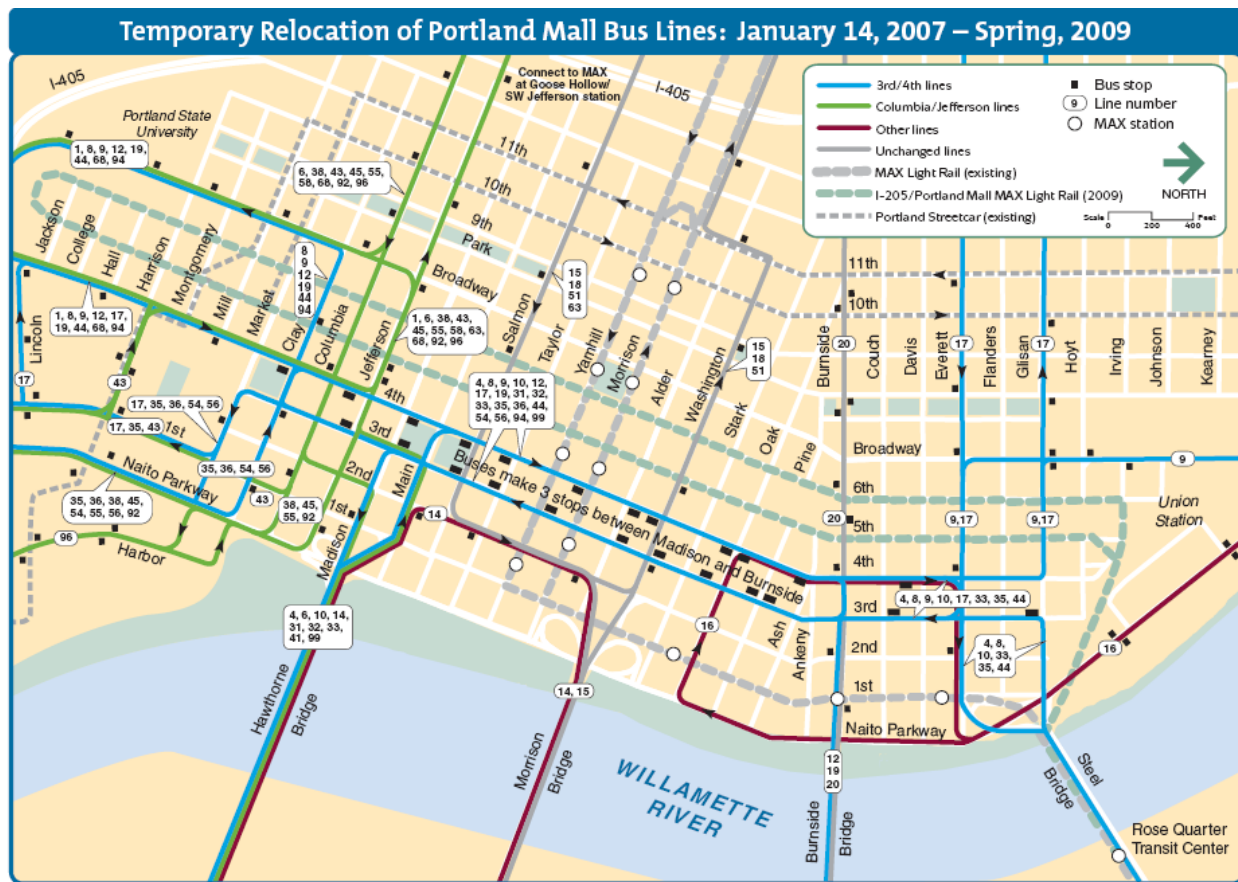 Temporary Relocation of Portland Mall Bus Lines: January 14, 2007 – Spring, 2009
I-405
Connect to MAX
at Goose Hollow/
SW Jefferson station
I-405
3rd/4th lines
Columbia/Jefferson lines
Other lines
Unchanged lines
MAX Light Rail (existing)
I-205/Portland Mall MAX Light Rail (2009)
Portland Streetcar (existing)
Bus stop
9 Line number
MAX station
NORTH
Scale
0 200 400 Feet
Portland State
University
1, 8, 9, 12, 19,
44, 68, 94
6, 38, 43, 45, 55,
58, 68, 92, 96
11th
10th
9th
Park
Broadway
Jackson
College
Hall
Harrison
Montgomery
Mill
Market
Clay
Columbia
Jefferson
Salmon
Taylor
Yamhill
Morrison
Alder
Washington
Stark
Oak
Pine
8
9
12
19
44
94
15
18
51
63
11th
10th
Burnside
Couch
Davis
Everett
Flanders
Glisan
Hoyt
Irving
Johnson
Kearney
20
17
17
1, 8, 9, 12, 17,
19, 44, 68, 94
1, 6, 38, 43,
45, 55, 58, 63,
68, 92, 96
15
18
51
Lincoln
17
43
4th
3rd
2nd
1st
4, 8, 9, 10, 12,
17, 19, 31, 32,
33, 35, 36, 44,
54, 56, 94, 99
17, 35, 36, 54, 56
17, 35, 43
1st
Main
Madison
Buses make 3 stops between Madison and Burnside
Broadway
9
6th
5th
4th
3rd
2nd
1st
Naito Parkway
Union
Station
Naito Parkway
35, 36, 54, 56
43
35, 36, 38, 45,
54, 55, 56, 92
38, 45,
55, 92
96
Harbor
14
20
9,17
9,17
4, 8, 9, 10, 17, 33, 35, 44
4, 8,
10, 33,
35, 44
16
16
Ash
Ankeny
4, 6, 10, 14,
31, 32, 33,
41, 99
14, 15
12
19
20
Hawthorne
Bridge
Morrison
Bridge
WILLAMETTE
RIVER
Burnside
Bridge
Steel
Bridge
Rose Quarter
Transit Center